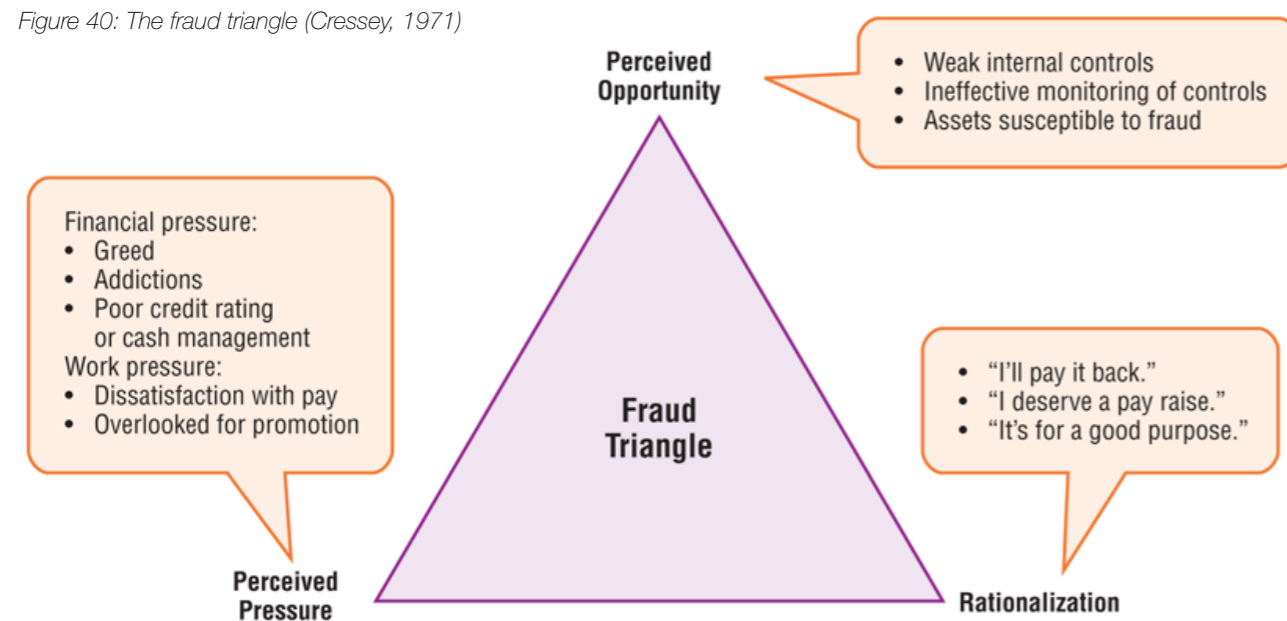 Figure 40: The fraud triangle (Cressey, 1971)
Perceived
Opportunity
• Weak internal controls
• Ineffective monitoring of controls
• Assets susceptible to fraud
Financial pressure:
• Greed
• Addictions
• Poor credit rating
or cash management
Work pressure:
• Dissatisfaction with pay
• Overlooked for promotion
Fraud
Triangle
• “I’ll pay it back.”
• “I deserve a pay raise.”
• “It’s for a good purpose.”
Perceived
Pressure
Rationalization